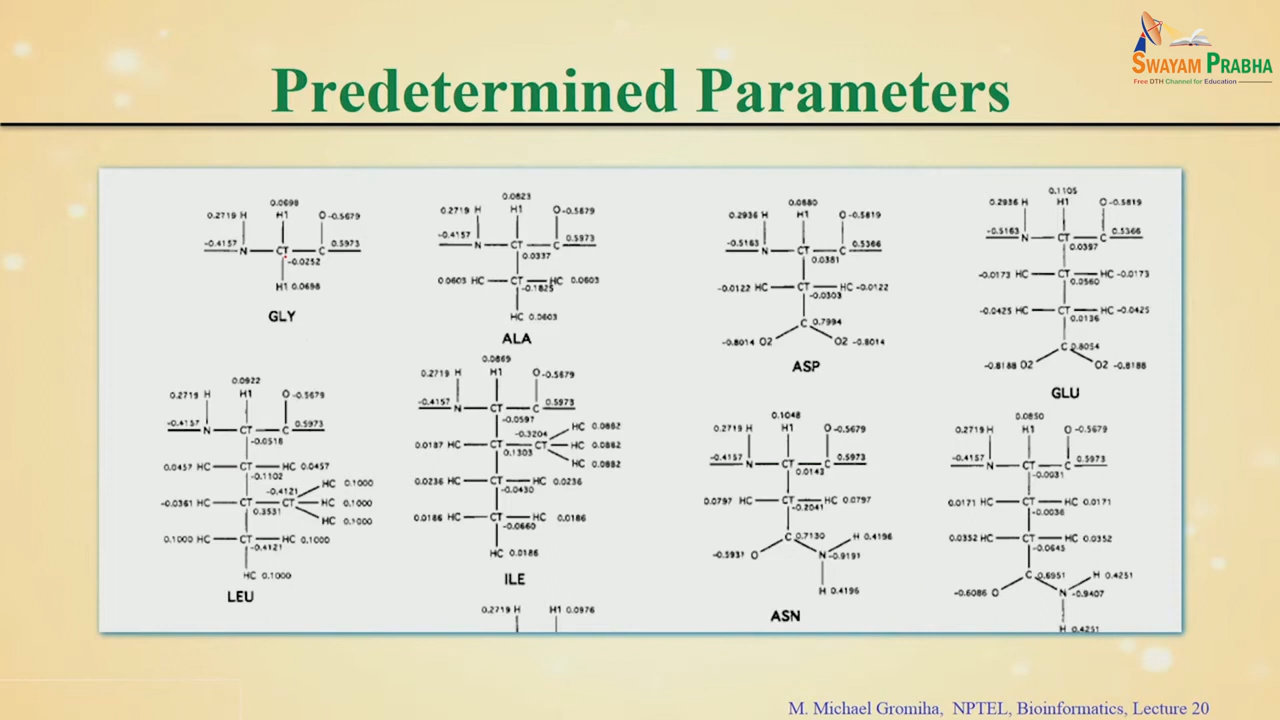 SWAYAM PRABHA
Free DTH Channel for Education
Predetermined Parameters
0.0698
0.2719 H H1 O -0.5679
-0.4157 N CT C 0.5973
-0.0252
H1 0.0698
GLY
0.0823
0.2719 H H1 O -0.5679
-0.4157 N CT C 0.5973
0.0337
0.0603 HC CT HC 0.0603
-0.1825
HC 0.0603
ALA
0.0880
0.2936 H H1 O -0.5819
-0.5163 N CT C 0.5366
0.0381
-0.0122 HC CT HC -0.0122
-0.0303
C 0.7994
-0.8014 O2 O2 -0.8014
ASP
0.1105
0.2936 H H1 O -0.5819
-0.5163 N CT C 0.5366
0.0397
-0.0173 HC CT HC -0.0173
0.0560
-0.0425 HC CT HC -0.0425
0.0136
C 0.8054
-0.8188 O2 O2 -0.8188
GLU
0.0922
0.2719 H H1 O -0.5679
-0.4157 N CT C 0.5973
-0.0518
0.0457 HC CT HC 0.0457
-0.1102
-0.4121 HC 0.1000
-0.0361 HC CT CT HC 0.1000
0.3531 HC 0.1000
0.1000 HC CT HC 0.1000
-0.4121
HC 0.1000
LEU
0.0869
0.2719 H H1 O -0.5679
-0.4157 N CT C 0.5973
-0.0597
-0.3204 HC 0.0882
0.0187 HC CT CT HC 0.0882
0.1303 HC 0.0882
0.0236 HC CT HC 0.0236
-0.0430
0.0186 HC CT HC 0.0186
-0.0660
HC 0.0186
ILE
0.1048
0.2719 H H1 O -0.5679
-0.4157 N CT C 0.5973
0.0143
0.0797 HC CT HC 0.0797
-0.2041
C 0.7130 H 0.4196
-0.5931 O N -0.9191
H 0.4196
ASN
0.0850
0.2719 H H1 O -0.5679
-0.4157 N CT C 0.5973
-0.0031
0.0171 HC CT HC 0.0171
-0.0036
0.0352 HC CT HC 0.0352
-0.0645
C 0.6951 H 0.4251
-0.6086 O N -0.9407
H 0.4251
0.2719 H H1 0.0976
M. Michael Gromiha, NPTEL, Bioinformatics, Lecture 20